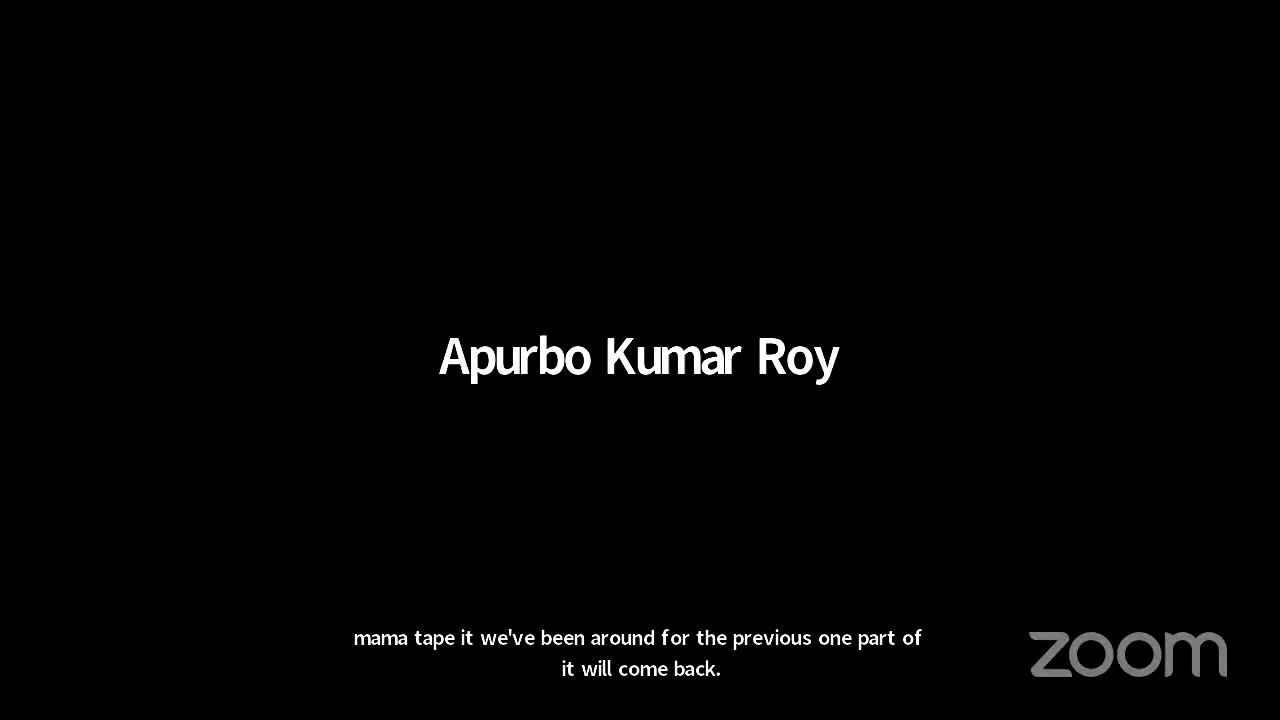 Apurbo Kumar Roy
mama tape it we've been around for the previous one part of
it will come back.
zoom